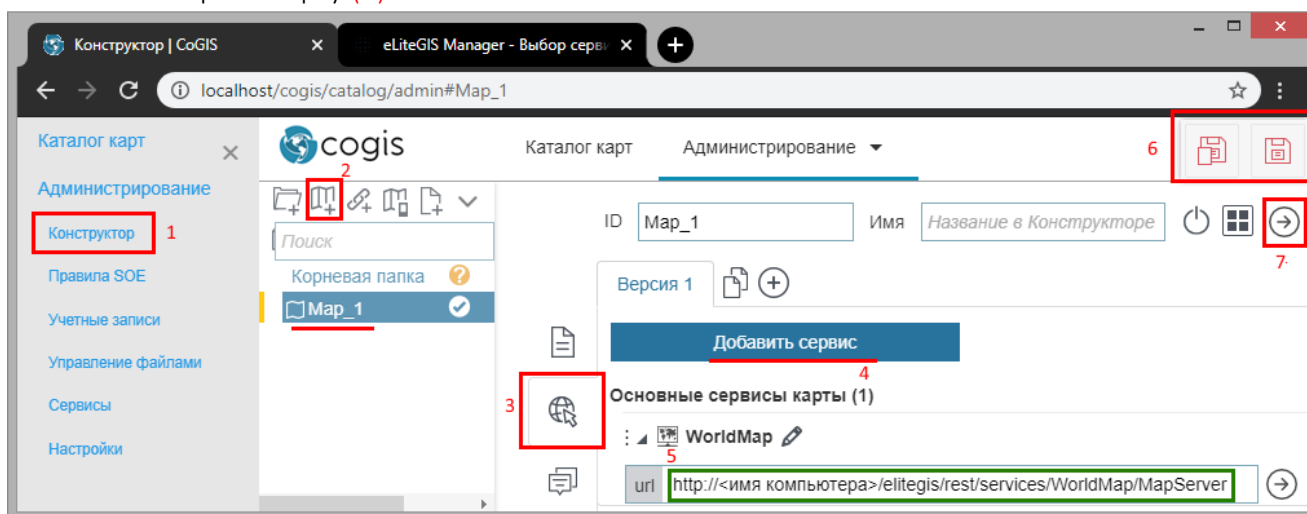 Конструктор | CoGIS
eLiteGIS Manager - Выбор серв
localhost/cogis/catalog/admin#Map_1
Каталог карт
cogis
Каталог карт
Администрирование
6
2
Администрирование
Конструктор
1
Поиск
ID
Map_1
Имя
Название в Конструкторе
7
Правила SOE
Корневая папка
?
Версия 1
Map_1
Учетные записи
Добавить сервис
Управление файлами
4
Сервисы
3
Основные сервисы карты (1)
Настройки
WorldMap
5
url
http://<имя компьютера>/elitegis/rest/services/WorldMap/MapServer